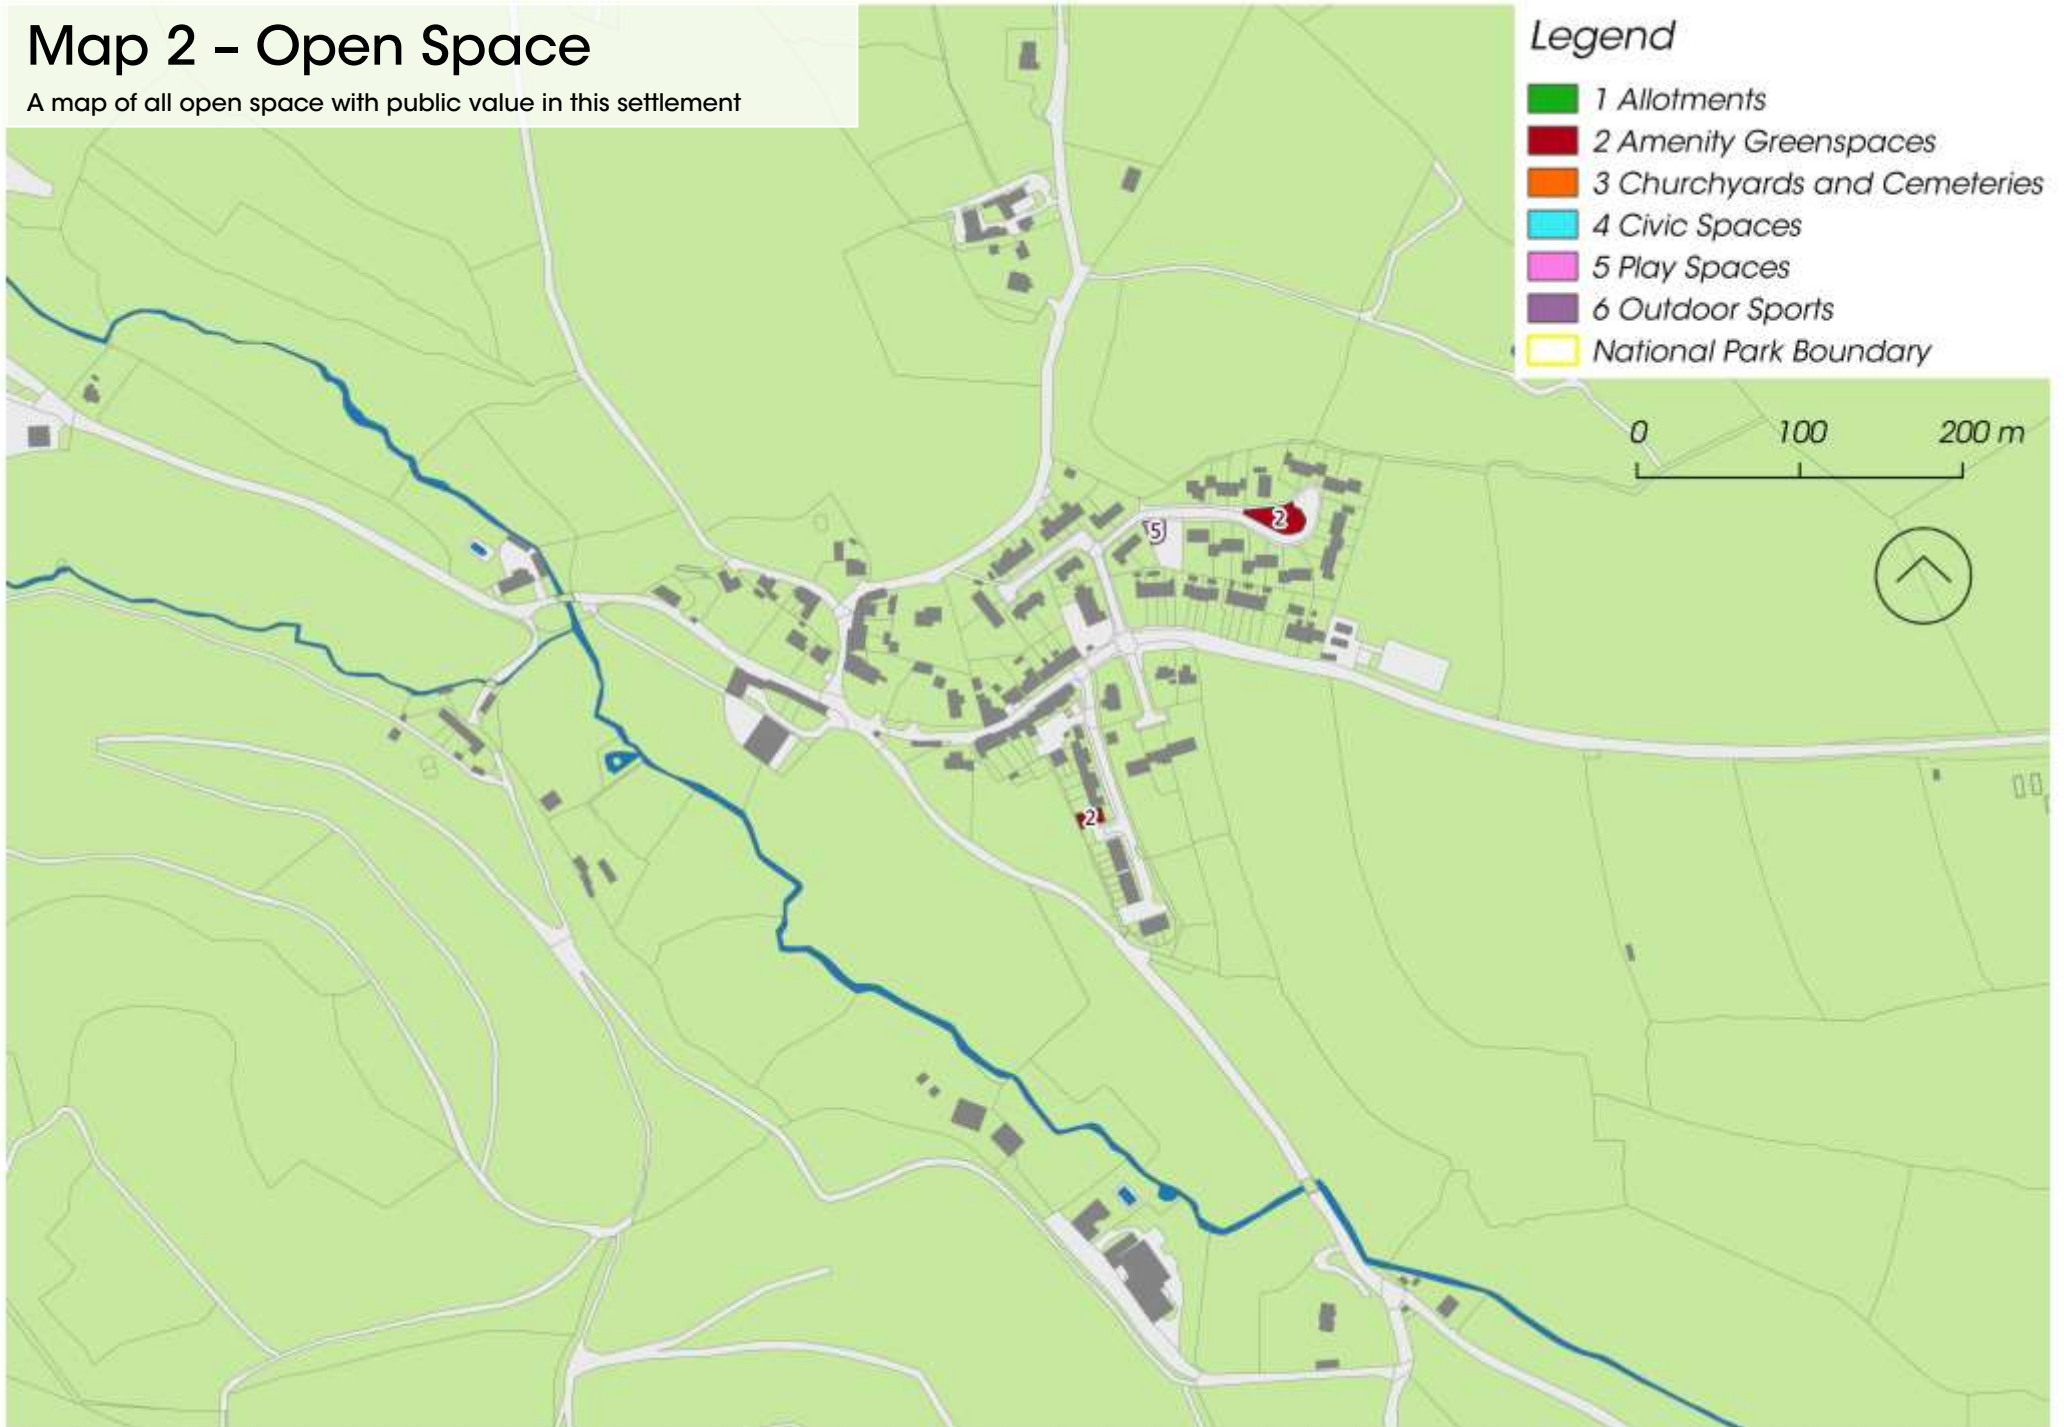 Map 2 – Open Space
A map of all open space with public value in this settlement
Legend
1 Allotments
2 Amenity Greenspaces
3 Churchyards and Cemeteries
4 Civic Spaces
5 Play Spaces
6 Outdoor Sports
National Park Boundary
0 100 200 m
5
2
2